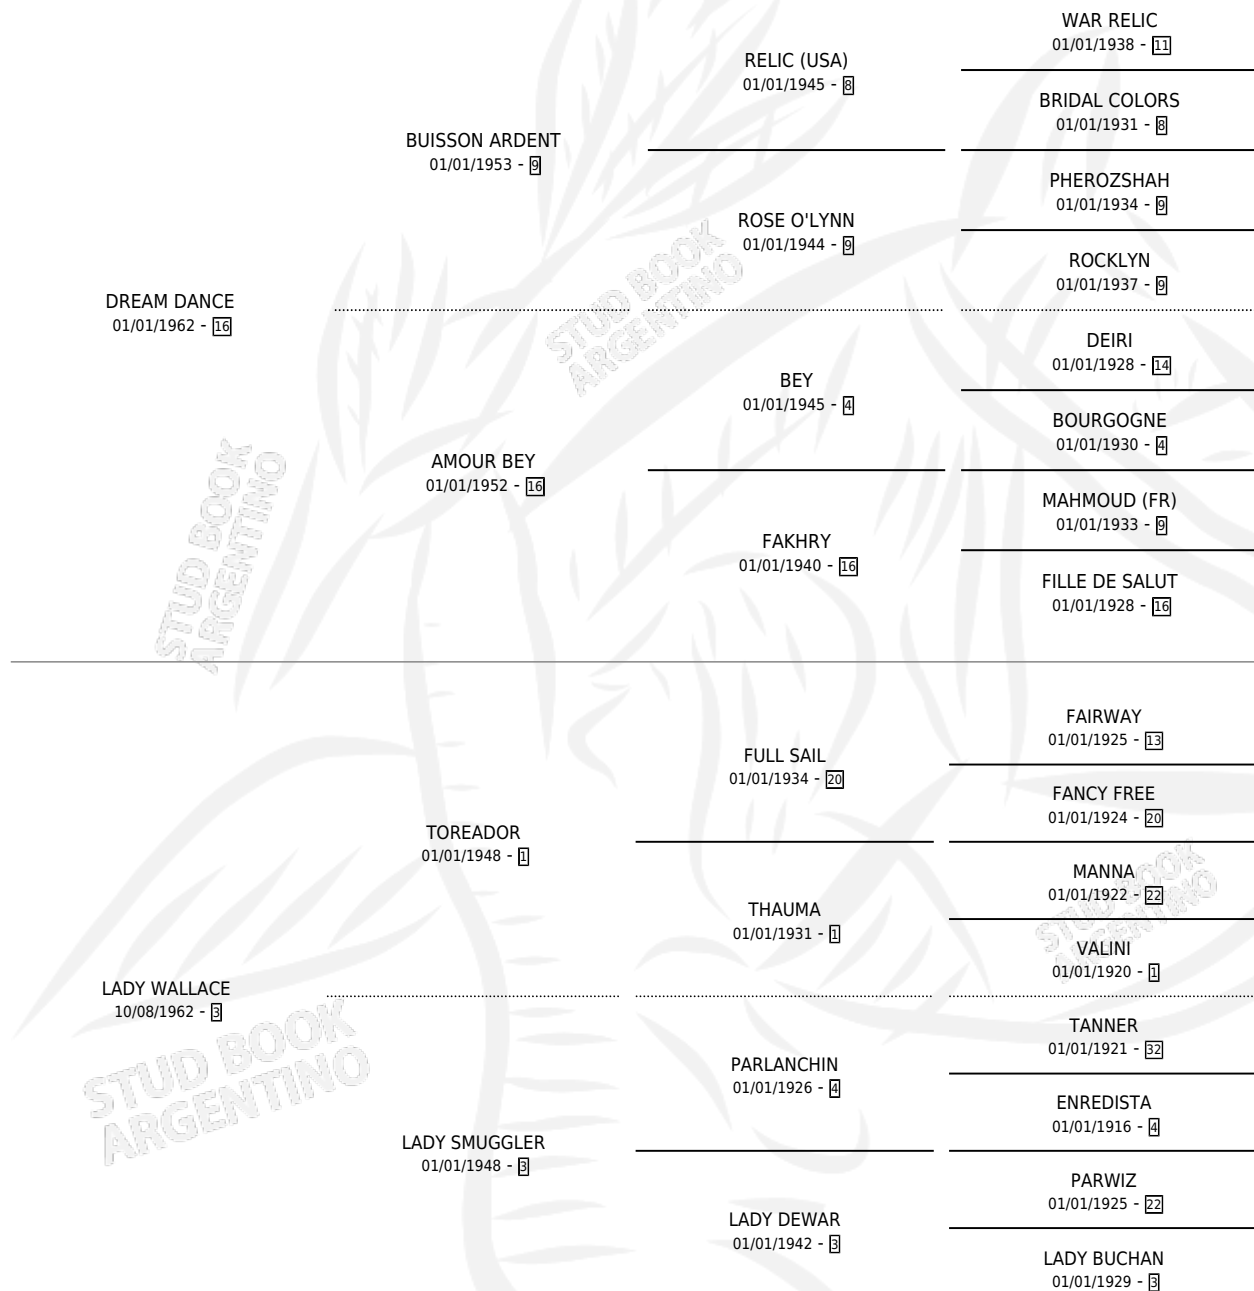 WAR RELIC
01/01/1938 - 11
RELIC (USA)
01/01/1945 - 8
BRIDAL COLORS
01/01/1931 - 8
BUISSON ARDENT
01/01/1953 - 9
PHEROZSHAH
01/01/1934 - 9
ROSE O'LYNN
01/01/1944 - 9
ROCKLYN
01/01/1937 - 9
DREAM DANCE
01/01/1962 - 16
DEIRI
01/01/1928 - 14
BEY
01/01/1945 - 4
BOURGOGNE
01/01/1930 - 4
AMOUR BEY
01/01/1952 - 16
MAHMOUD (FR)
01/01/1933 - 9
FAKHRY
01/01/1940 - 16
FILLE DE SALUT
01/01/1928 - 16
FAIRWAY
01/01/1925 - 13
FULL SAIL
01/01/1934 - 20
FANCY FREE
01/01/1924 - 20
TOREADOR
01/01/1948 - 1
MANNA
01/01/1922 - 22
THAUMA
01/01/1931 - 1
VALINI
01/01/1920 - 1
LADY WALLACE
10/08/1962 - 3
TANNER
01/01/1921 - 32
PARLANCHIN
01/01/1926 - 4
ENREDISTA
01/01/1916 - 4
LADY SMUGGLER
01/01/1948 - 3
PARWIZ
01/01/1925 - 22
LADY DEWAR
01/01/1942 - 3
LADY BUCHAN
01/01/1929 - 3
STUD BOOK
ARGENTINO
STUD BOOK
ARGENTINO
STUD BOOK
ARGENTINO
STUD BOOK
ARGENTINO